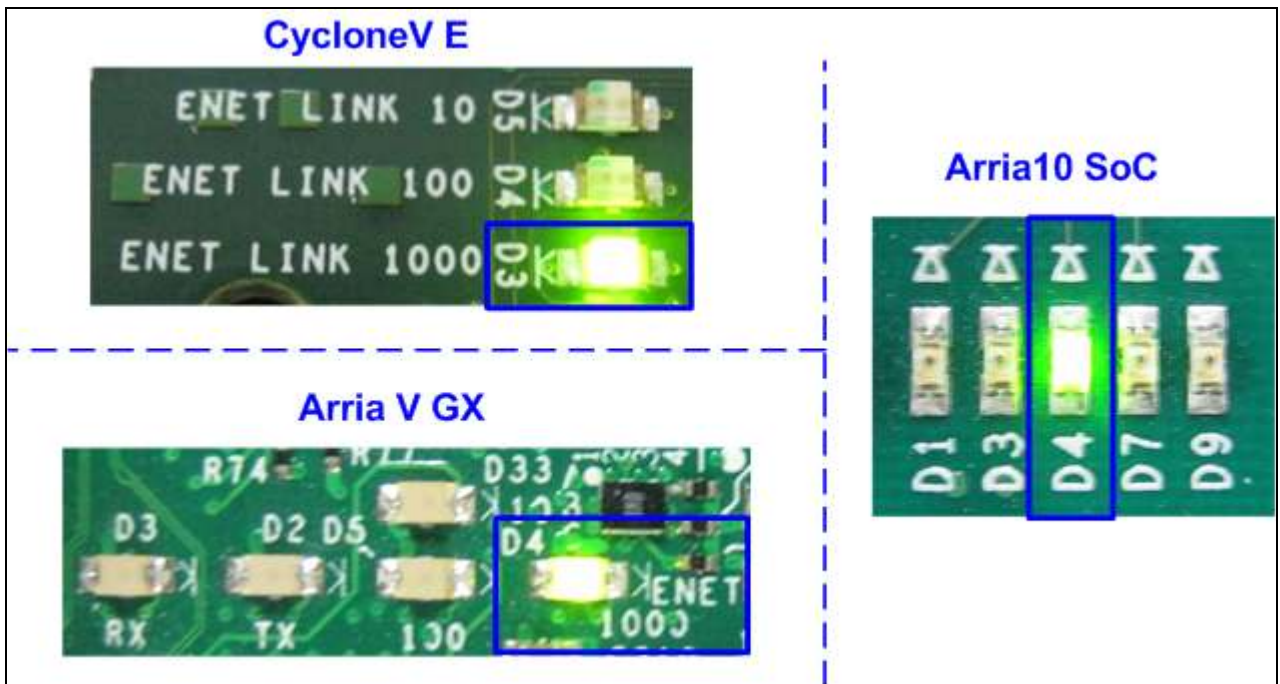 CycloneV E
ENET LINK 10 D5
ENET LINK 100 D4
ENET LINK 1000 D3
Arria V GX
R74 R77
D33
D3 D2 D5 D4
ENET
RX TX 100 1000
Arria10 SoC
D1 D3 D4 D7 D9